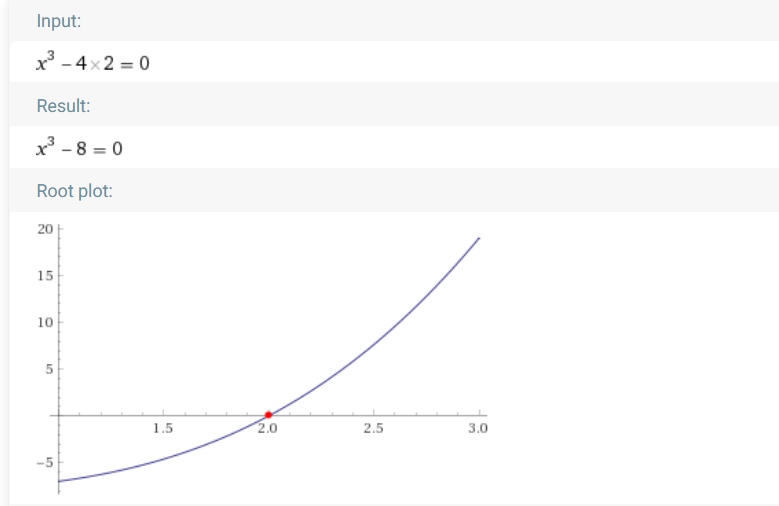 Input:
x³ – 4 × 2 = 0
Result:
x³ – 8 = 0
Root plot:
20
15
10
5
1.5 2.0 2.5 3.0
–5